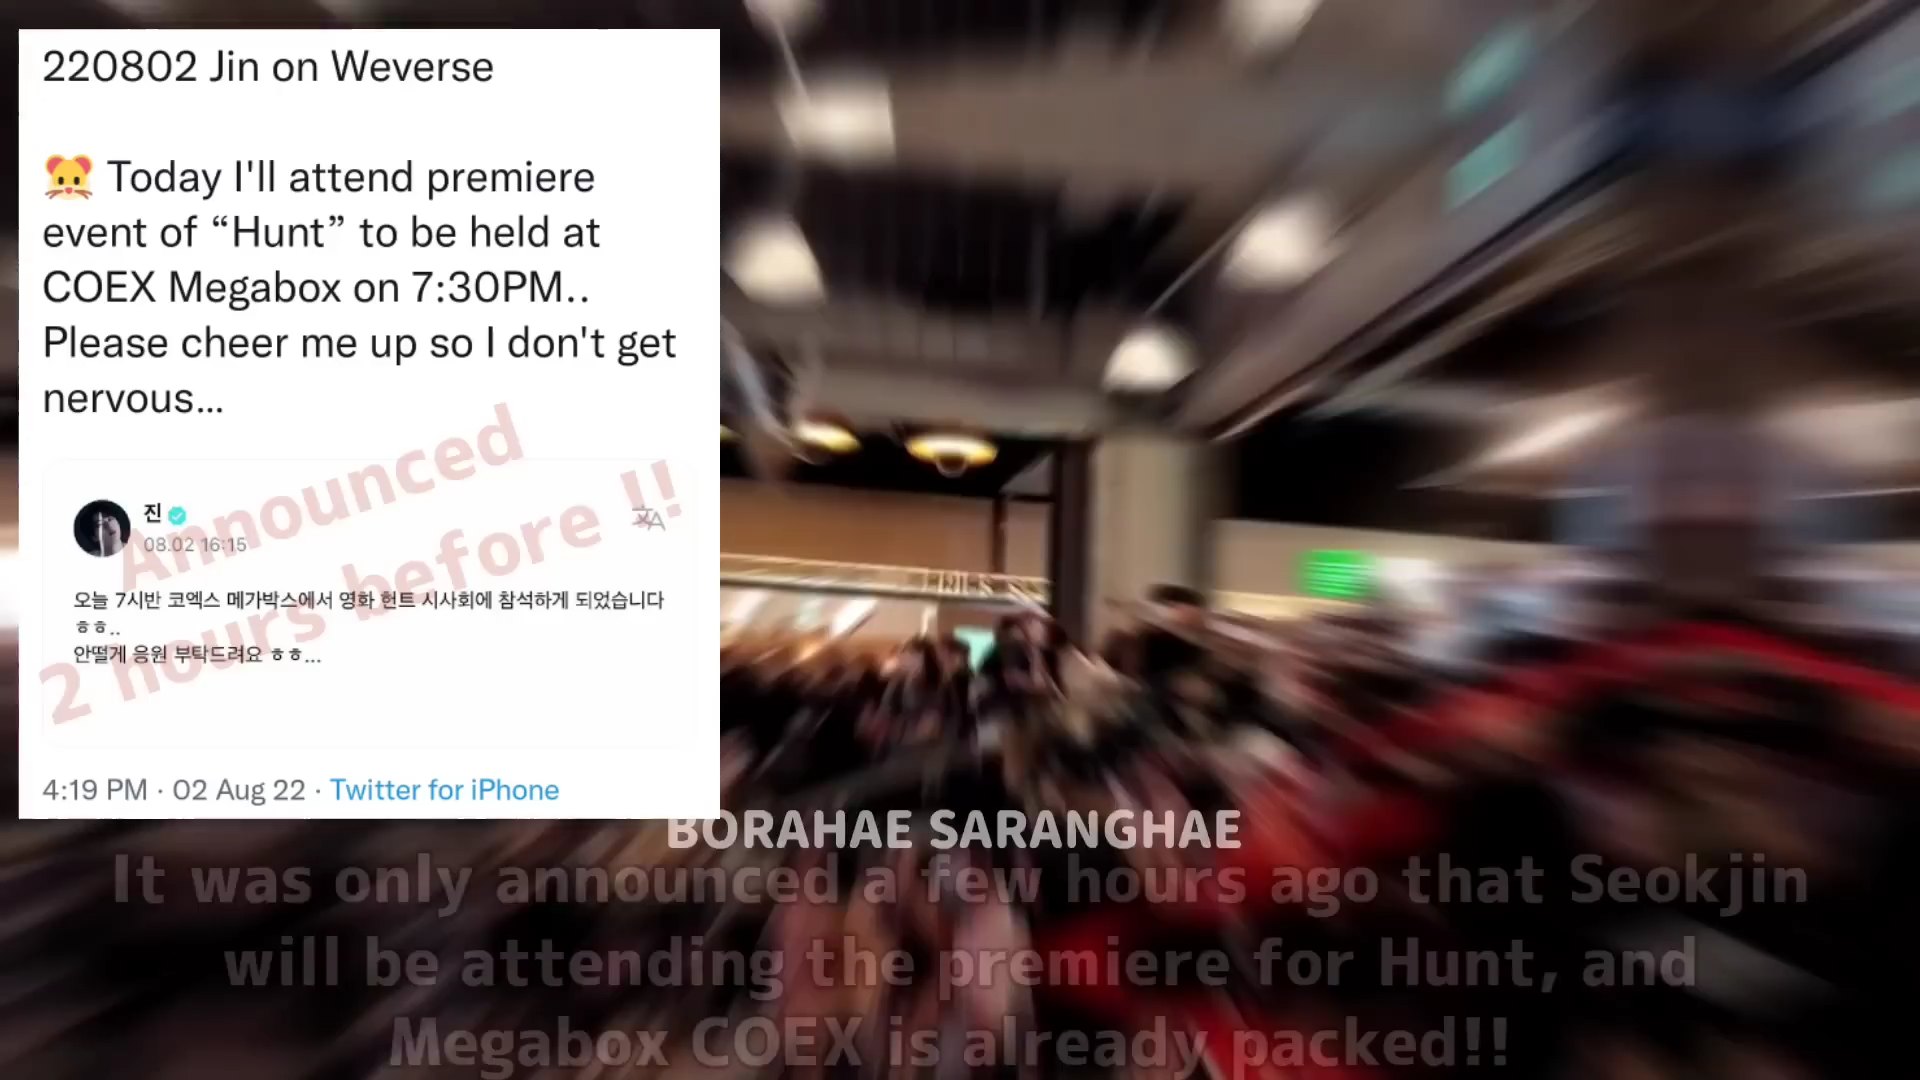 220802 Jin on Weverse
🐹 Today I'll attend premiere
event of “Hunt” to be held at
COEX Megabox on 7:30PM..
Please cheer me up so I don't get
nervous...
Announced
2 hours before !!
진
08.02 16:15
오늘 7시반 코엑스 메가박스에서 영화 헌트 시사회에 참석하게 되었습니다
ㅎㅎ..
안떨게 응원 부탁드려요 ㅎㅎ...
4:19 PM · 02 Aug 22 · Twitter for iPhone
BORAHAE SARANGHAE
It was only announced a few hours ago that Seokjin
will be attending the premiere for Hunt, and
Megabox COEX is already packed!!